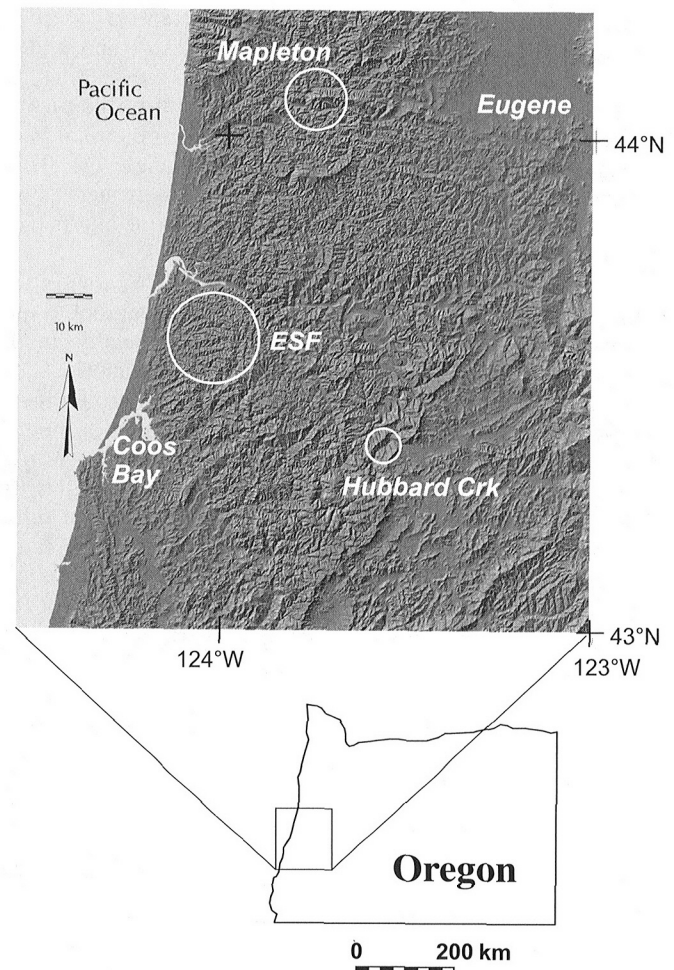 Mapleton
Pacific
Ocean
Eugene
44°N
10 km
N
ESF
Coos
Bay
Hubbard Crk
124°W
43°N
123°W
Oregon
0 200 km